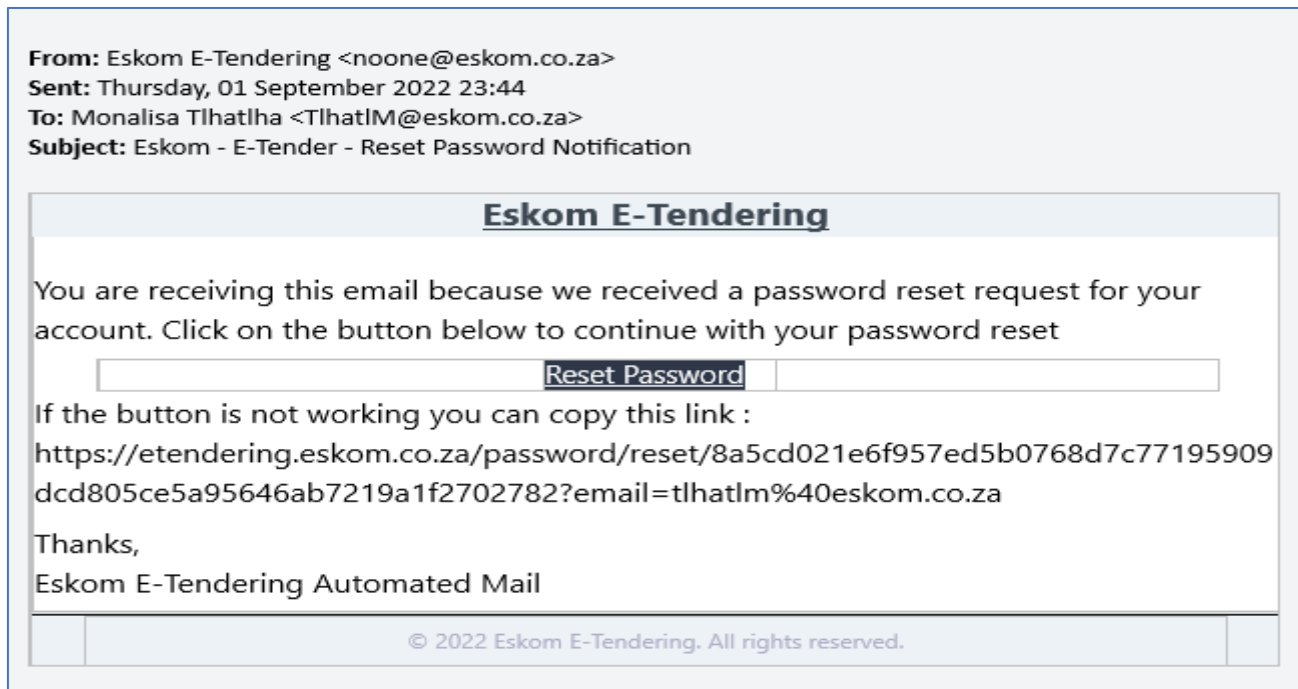 From: Eskom E-Tendering <noone@eskom.co.za>
Sent: Thursday, 01 September 2022 23:44
To: Monalisa Tlhatlha <TlhatlM@eskom.co.za>
Subject: Eskom - E-Tender - Reset Password Notification
Eskom E-Tendering
You are receiving this email because we received a password reset request for your
account. Click on the button below to continue with your password reset
Reset Password
If the button is not working you can copy this link :
https://etendering.eskom.co.za/password/reset/8a5cd021e6f957ed5b0768d7c77195909
dcd805ce5a95646ab7219a1f2702782?email=tlhatlm%40eskom.co.za
Thanks,
Eskom E-Tendering Automated Mail
© 2022 Eskom E-Tendering. All rights reserved.